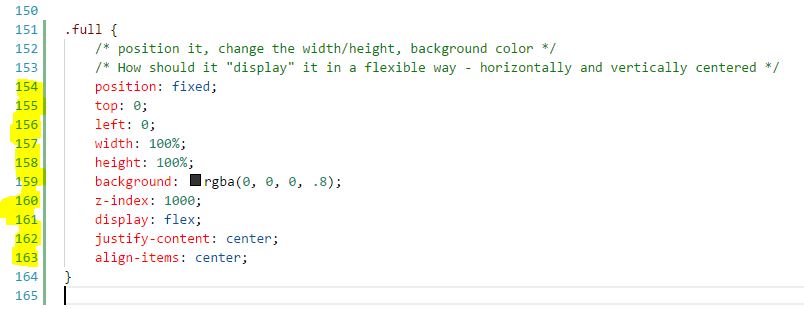 150
151 .full {
152 /* position it, change the width/height, background color */
153 /* How should it "display" it in a flexible way - horizontally and vertically centered */
154 position: fixed;
155 top: 0;
156 left: 0;
157 width: 100%;
158 height: 100%;
159 background: rgba(0, 0, 0, .8);
160 z-index: 1000;
161 display: flex;
162 justify-content: center;
163 align-items: center;
164 }
165